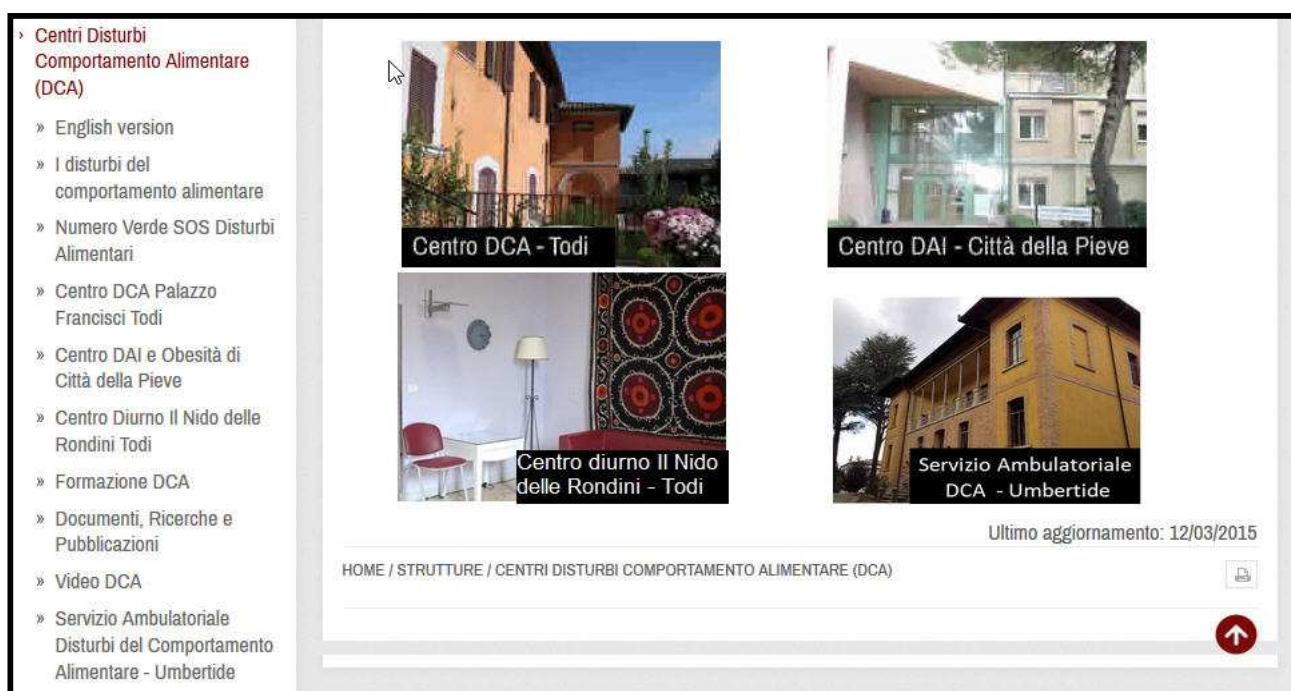 › Centri Disturbi
Comportamento Alimentare
(DCA)
» English version
» I disturbi del
comportamento alimentare
» Numero Verde SOS Disturbi
Alimentari
» Centro DCA Palazzo
Francisci Todi
» Centro DAI e Obesità di
Città della Pieve
» Centro Diurno Il Nido delle
Rondini Todi
» Formazione DCA
» Documenti, Ricerche e
Pubblicazioni
» Video DCA
» Servizio Ambulatoriale
Disturbi del Comportamento
Alimentare - Umbertide
Centro DCA - Todi
Centro DAI - Città della Pieve
Centro diurno Il Nido
delle Rondini - Todi
Servizio Ambulatoriale
DCA - Umbertide
Ultimo aggiornamento: 12/03/2015
HOME / STRUTTURE / CENTRI DISTURBI COMPORTAMENTO ALIMENTARE (DCA)